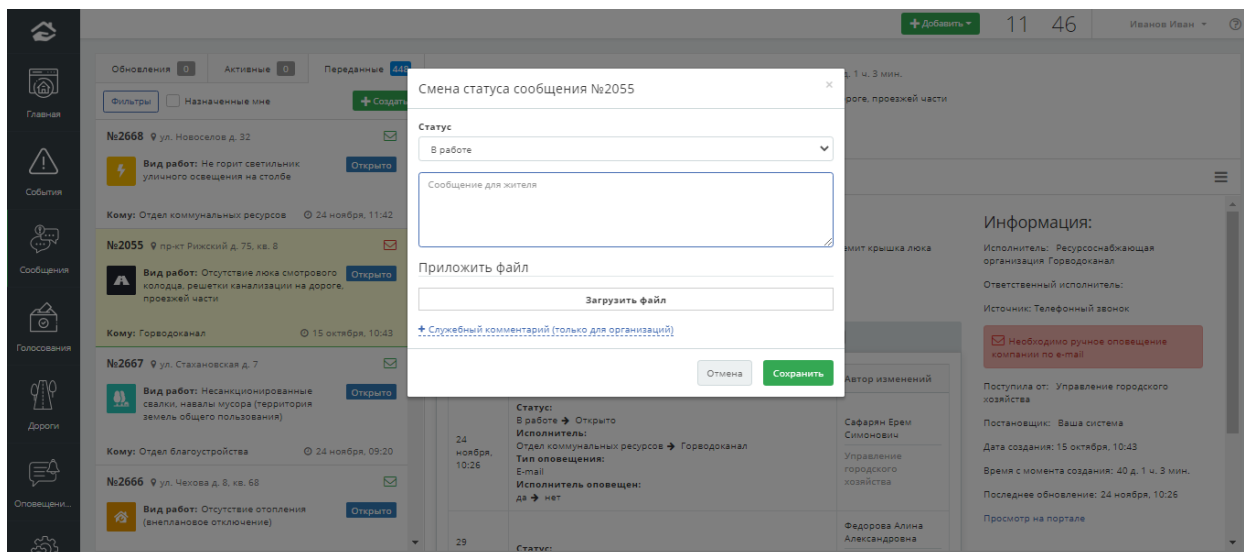 + Добавить
11
46
Иванов Иван
Главная
События
Сообщения
Голосования
Дороги
Оповещени...
Обновления 0
Активные 0
Переданные 448
Фильтры
Назначенные мне
+ Создать
№2668 ул. Новоселов д. 32
Вид работ: Не горит светильник
уличного освещения на столбе
Открыто
Кому: Отдел коммунальных ресурсов
24 ноября, 11:42
№2055 пр-кт Рижский д. 75, кв. 8
Вид работ: Отсутствие люка смотрового
колодца, решетки канализации на дороге,
проезжей части
Открыто
Кому: Горводоканал
15 октября, 10:43
№2667 ул. Стахановская д. 7
Вид работ: Несанкционированные
свалки, навалы мусора (территория
земель общего пользования)
Открыто
Кому: Отдел благоустройства
24 ноября, 09:20
№2666 ул. Чехова д. 8, кв. 68
Вид работ: Отсутствие отопления
(внеплановое отключение)
Открыто
1 ч. 3 мин.
роге, проезжей части
Смена статуса сообщения №2055
×
Статус
В работе
Сообщение для жителя
Приложить файл
Загрузить файл
+ Служебный комментарий (только для организаций)
Отмена
Сохранить
емит крышка люка
Автор изменений
24
ноября,
10:26
Статус:
В работе → Открыто
Исполнитель:
Отдел коммунальных ресурсов → Горводоканал
Тип оповещения:
E-mail
Исполнитель оповещен:
да → нет
Сафарян Ерем
Симонович
Управление
городского
хозяйства
29
Статус:
Федорова Алина
Александровна
Информация:
Исполнитель: Ресурсоснабжающая
организация Горводоканал
Ответственный исполнитель:
Источник: Телефонный звонок
Необходимо ручное оповещение
компании по e-mail
Поступила от: Управление городского
хозяйства
Постановщик: Ваша система
Дата создания: 15 октября, 10:43
Время с момента создания: 40 д. 1 ч. 3 мин.
Последнее обновление: 24 ноября, 10:26
Просмотр на портале